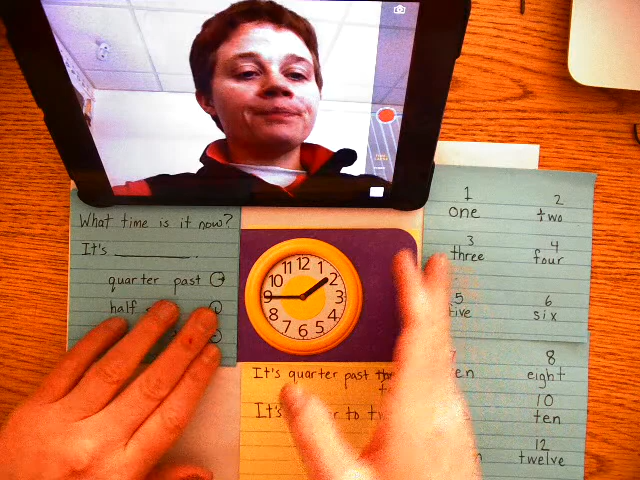 What time is it now?
It's ________.
quarter past
half
It's quarter past
It's to
1
one
2
two
3
three
4
four
5
6
six
8
eight
10
ten
12
twelve
12
1
2
3
4
5
6
7
8
9
10
11